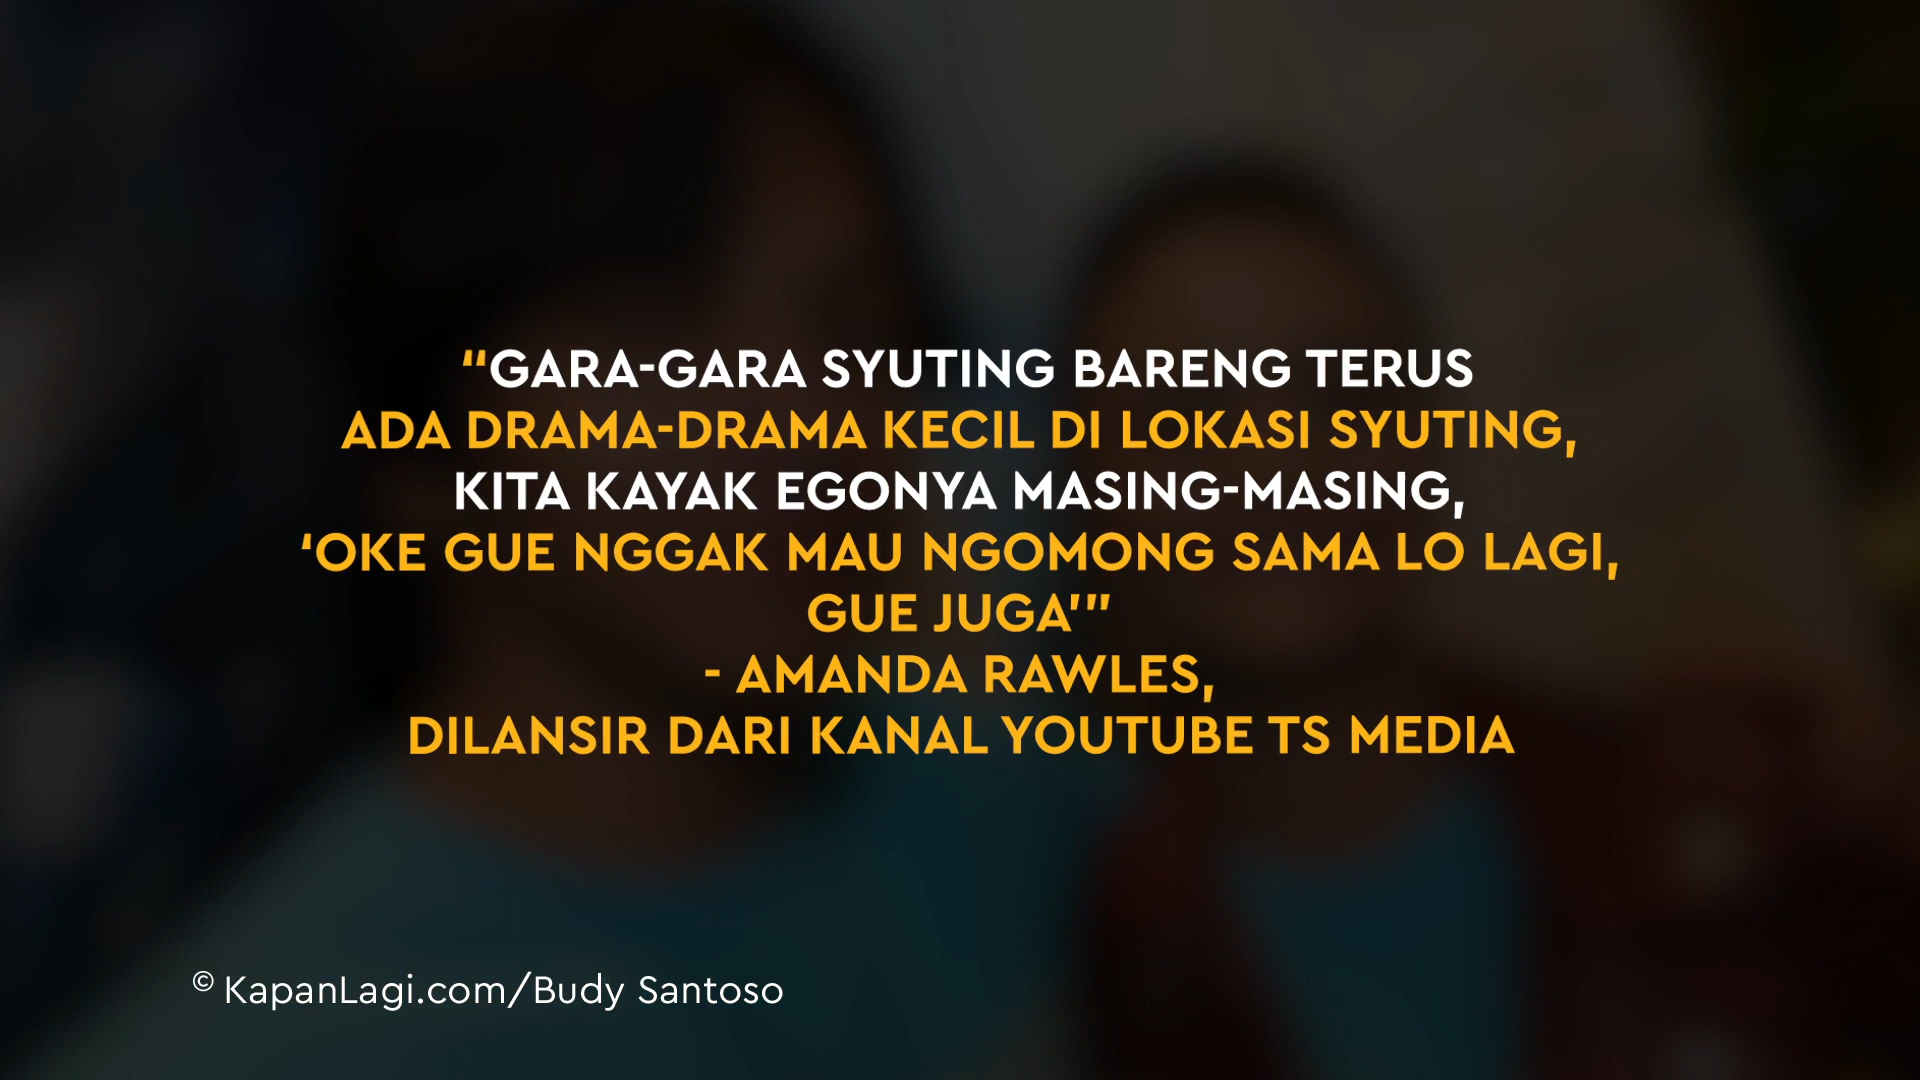 “GARA-GARA SYUTING BARENG TERUS
ADA DRAMA-DRAMA KECIL DI LOKASI SYUTING,
KITA KAYAK EGONYA MASING-MASING,
‘OKE GUE NGGAK MAU NGOMONG SAMA LO LAGI,
GUE JUGA’”
- AMANDA RAWLES,
DILANSIR DARI KANAL YOUTUBE TS MEDIA
© KapanLagi.com/Budy Santoso